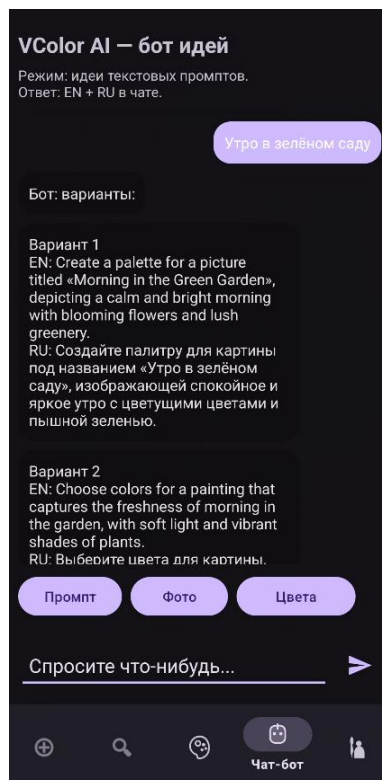 VColor AI — бот идей
Режим: идеи текстовых промптов.
Ответ: EN + RU в чате.
Утро в зелёном саду
Бот: варианты:
Вариант 1
EN: Create a palette for a picture
titled «Morning in the Green Garden»,
depicting a calm and bright morning
with blooming flowers and lush
greenery.
RU: Создайте палитру для картины
под названием «Утро в зелёном
саду», изображающей спокойное и
яркое утро с цветущими цветами и
пышной зеленью.
Вариант 2
EN: Choose colors for a painting that
captures the freshness of morning in
the garden, with soft light and vibrant
shades of plants.
RU: Выберите цвета для картины,
Промпт
Фото
Цвета
Спросите что-нибудь...
Чат-бот